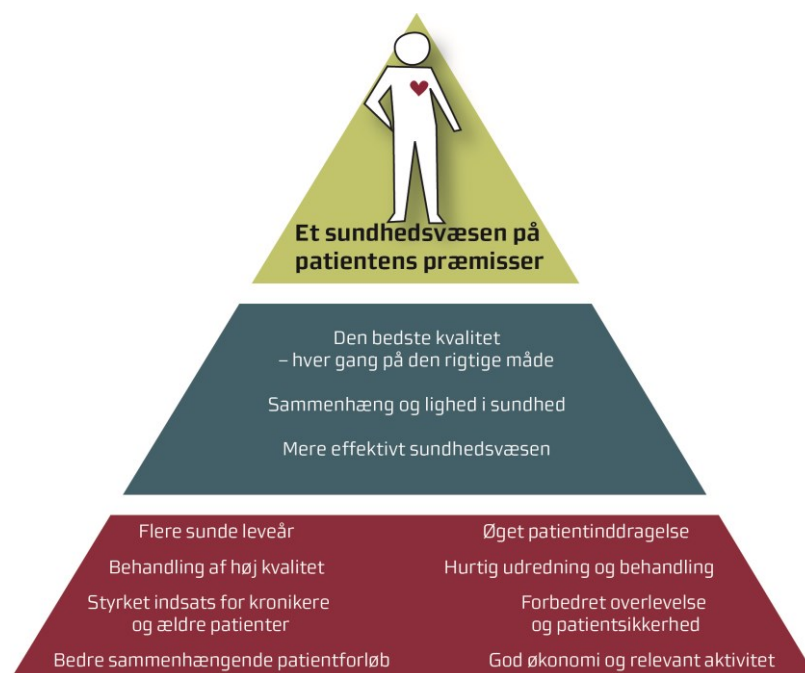 Et sundhedsvæsen på
patientens præmisser
Den bedste kvalitet
– hver gang på den rigtige måde
Sammenhæng og lighed i sundhed
Mere effektivt sundhedsvæsen
Flere sunde leveår
Behandling af høj kvalitet
Styrket indsats for kronikere
og ældre patienter
Bedre sammenhængende patientforløb
Øget patientinddragelse
Hurtig udredning og behandling
Forbedret overlevelse
og patientsikkerhed
God økonomi og relevant aktivitet